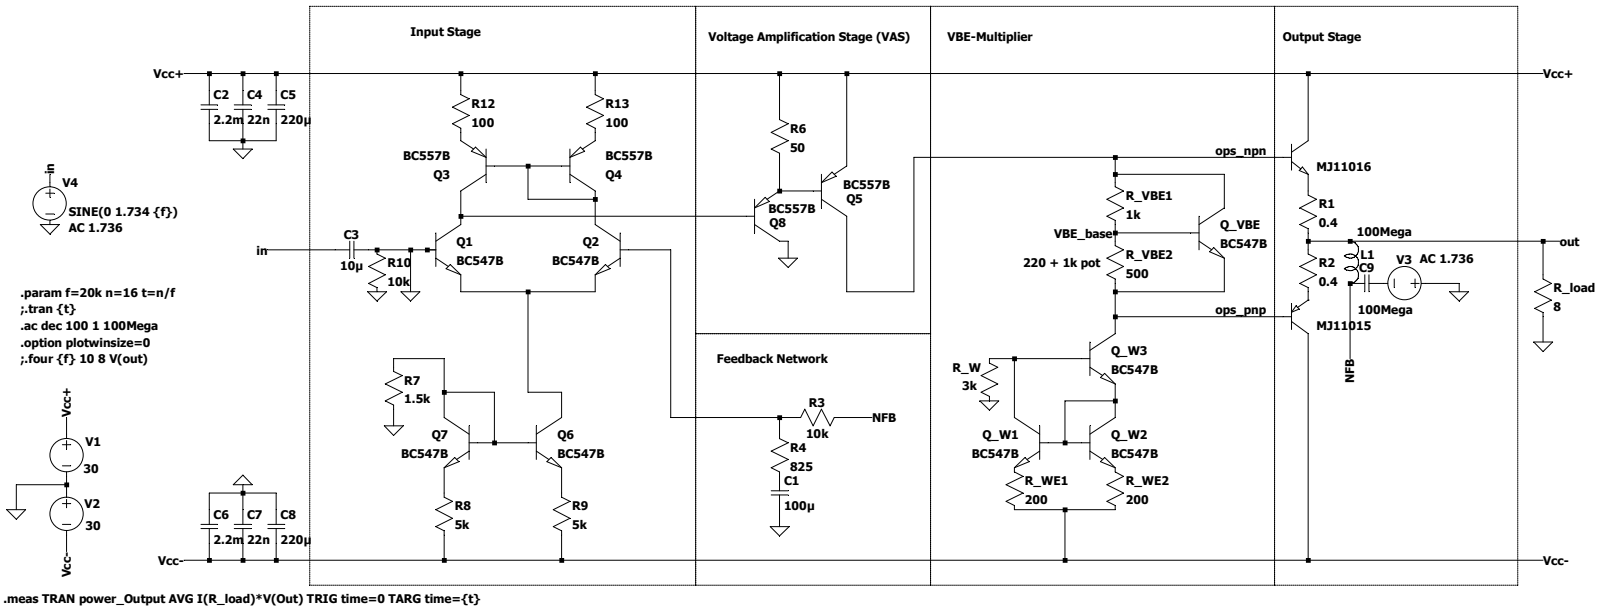 Input Stage
Voltage Amplification Stage (VAS)
VBE-Multiplier
Output Stage
Vcc+
Vcc+
C2
2.2m
C4
22n
C5
220µ
R12
100
R13
100
BC557B
Q3
BC557B
Q4
R6
50
BC557B
Q5
BC557B
Q8
ops_npn
MJ11016
R_VBE1
1k
Q_VBE
BC547B
VBE_base
R_VBE2
500
220 + 1k pot
R1
0.4
100Mega
out
L1
C9
V3
AC 1.736
R2
0.4
100Mega
R_load
8
in
V4
SINE(0 1.734 {f})
AC 1.736
in
C3
10µ
R10
10k
Q1
BC547B
Q2
BC547B
ops_pnp
MJ11015
NFB
.param f=20k n=16 t=n/f
;.tran {t}
.ac dec 100 1 100Mega
.option plotwinsize=0
;.four {f} 10 8 V(out)
Feedback Network
R_W
3k
Q_W3
BC547B
R7
1.5k
R3
10k
NFB
Vcc+
Q7
BC547B
Q6
BC547B
R4
825
C1
100µ
Q_W1
BC547B
Q_W2
BC547B
R_WE1
200
R_WE2
200
V1
30
V2
30
Vcc-
R8
5k
R9
5k
C6
2.2m
C7
22n
C8
220µ
Vcc-
Vcc-
.meas TRAN power_Output AVG I(R_load)*V(Out) TRIG time=0 TARG time={t}